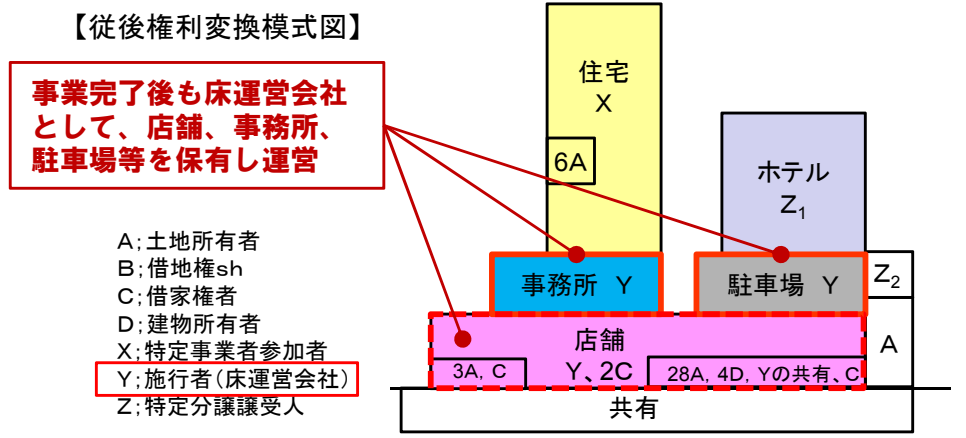 【従後権利変換模式図】
事業完了後も床運営会社
として、店舗、事務所、
駐車場等を保有し運営
住宅
X
6A
ホテル
Z₁
A;土地所有者
B;借地権sh
C;借家権者
D;建物所有者
X;特定事業者参加者
Y;施行者(床運営会社)
Z;特定分譲譲受人
事務所 Y
駐車場 Y
Z₂
店舗
A
3A, C
Y、2C
28A, 4D, Yの共有、C
共有